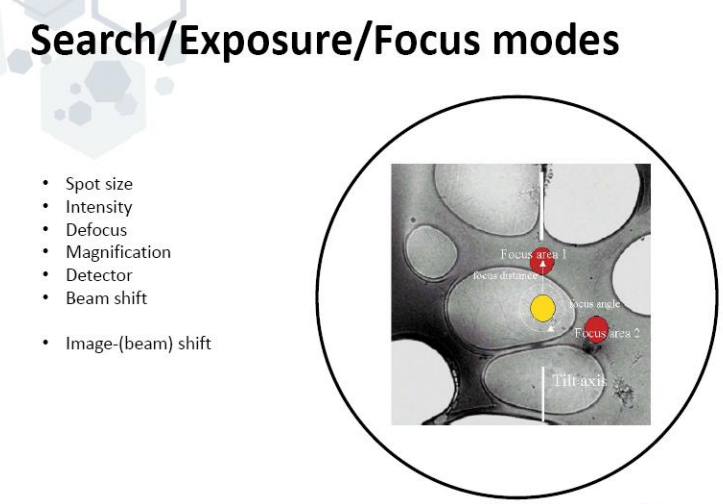 Search/Exposure/Focus modes
• Spot size
• Intensity
• Defocus
• Magnification
• Detector
• Beam shift
• Image-(beam) shift
Focus area 1
focus distance
focus angle
Focus area 2
Tilt axis